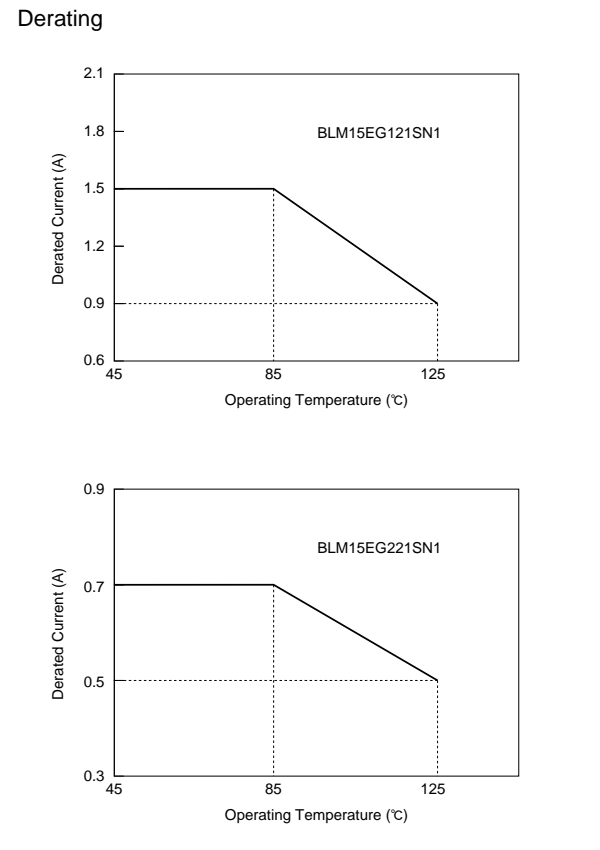 Derating
2.1
1.8
1.5
1.2
0.9
0.6
Derated Current (A)
BLM15EG121SN1
45 85 125
Operating Temperature (℃)
0.9
0.7
0.5
0.3
Derated Current (A)
BLM15EG221SN1
45 85 125
Operating Temperature (℃)